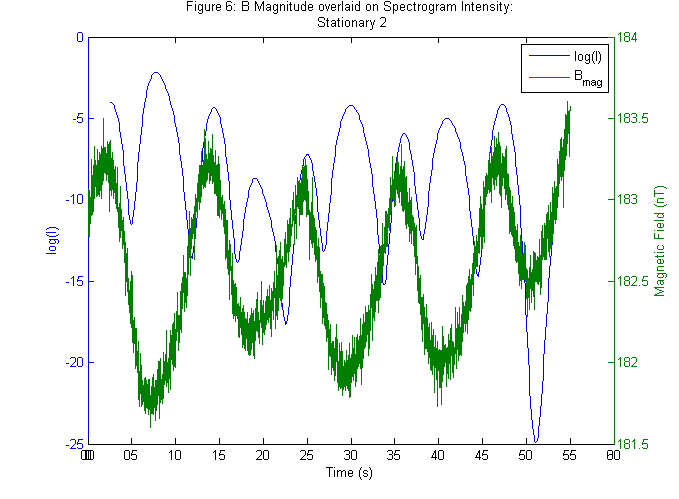 Figure 6: B Magnitude overlaid on Spectrogram Intensity:
Stationary 2
0
-5
-10
-15
-20
-25
log(I)
184
183.5
183
182.5
182
181.5
Magnetic Field (nT)
log(I)
B mag
05 10 15 20 25 30 35 40 45 50 55 60
Time (s)